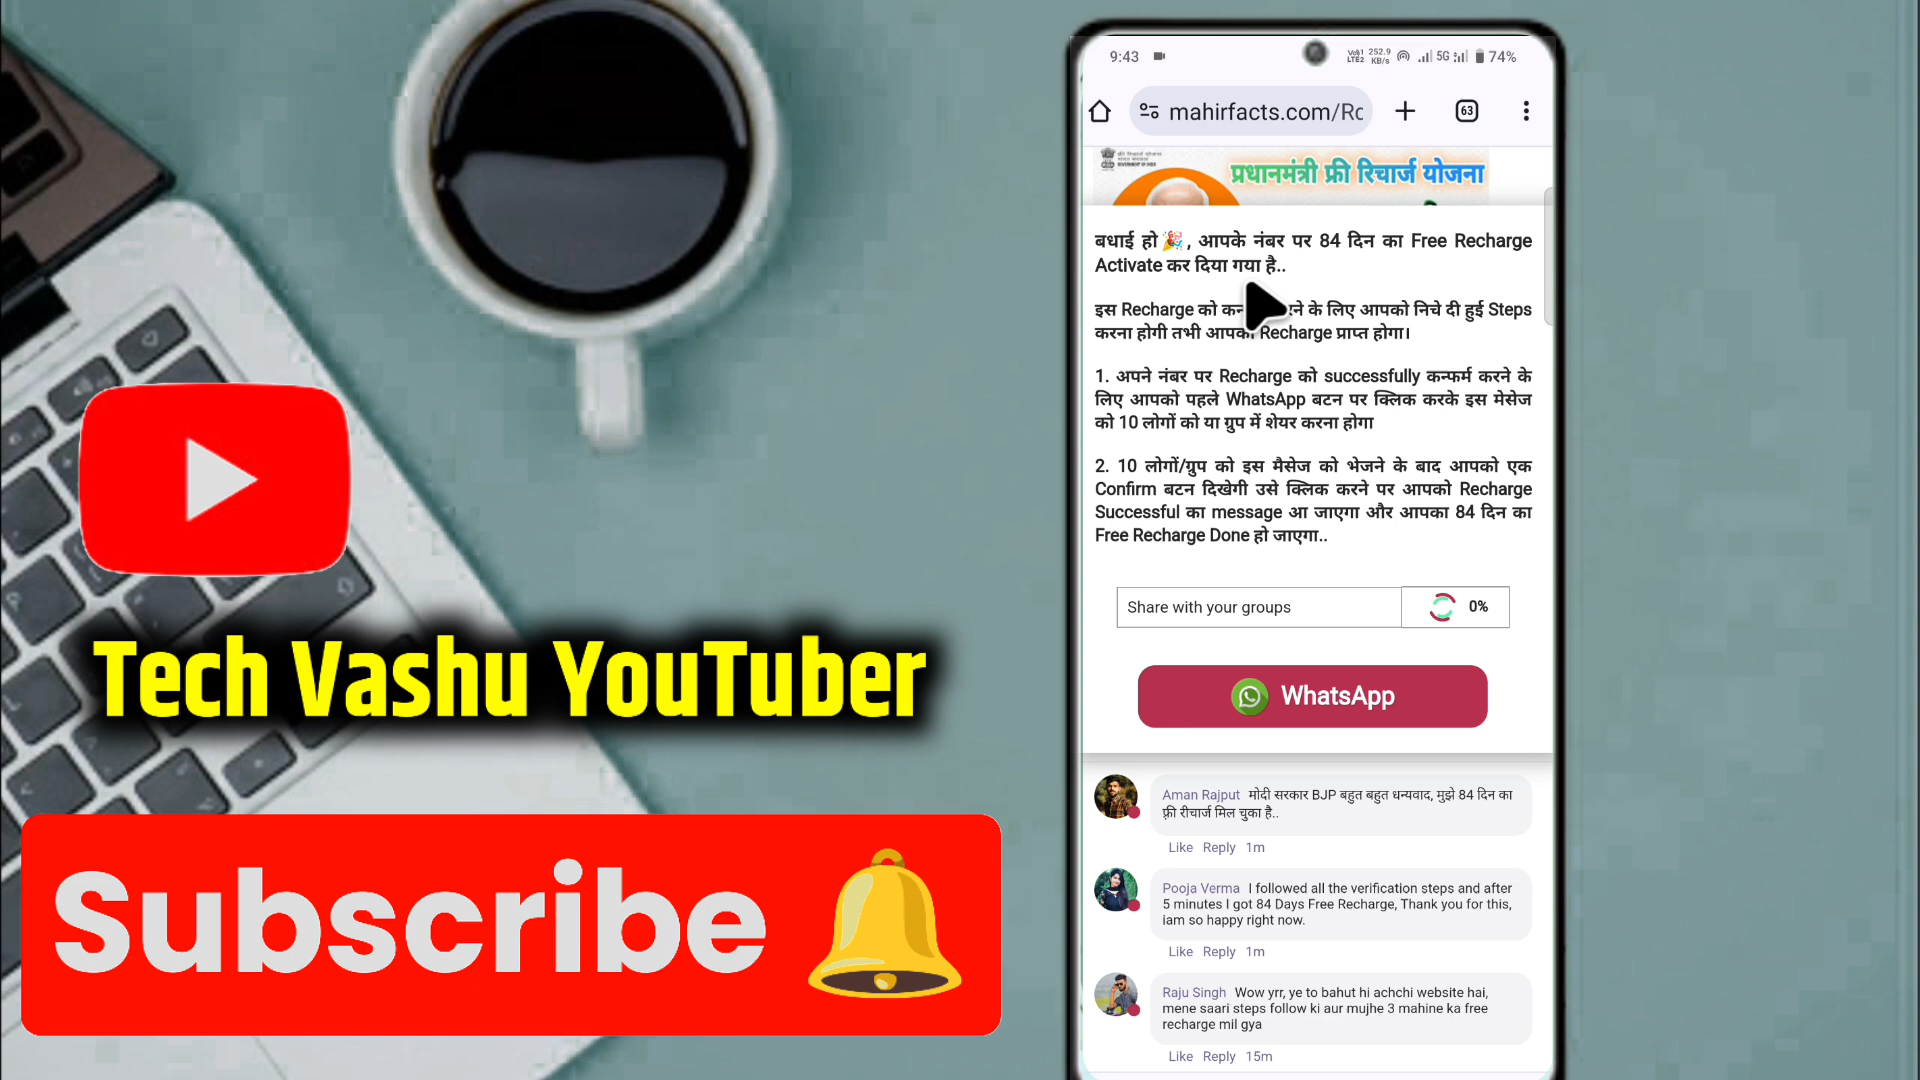 9:43
Vo)) 1 LTE2 252.9 KB/s 5G 74%
mahirfacts.com/Rc
63
प्रधानमंत्री फ्री रिचार्ज योजना
बधाई हो🎉, आपके नंबर पर 84 दिन का Free Recharge
Activate कर दिया गया है..
इस Recharge को के लिए आपको निचे दी हुई Steps
करना होगी तभी Recharge प्राप्त होगा।
1. अपने नंबर पर Recharge को successfully कन्फर्म करने के
लिए आपको पहले WhatsApp बटन पर क्लिक करके इस मेसेज
को 10 लोगों को या ग्रुप में शेयर करना होगा
2. 10 लोगों/ग्रुप को इस मैसेज को भेजने के बाद आपको एक
Confirm बटन दिखेगी उसे क्लिक करने पर आपको Recharge
Successful का message आ जाएगा और आपका 84 दिन का
Free Recharge Done हो जाएगा..
Share with your groups 0%
WhatsApp
Aman Rajput मोदी सरकार BJP बहुत बहुत धन्यवाद, मुझे 84 दिन का
फ़्री रीचार्ज मिल चुका है..
Like Reply 1m
Pooja Verma I followed all the verification steps and after
5 minutes I got 84 Days Free Recharge, Thank you for this,
iam so happy right now.
Like Reply 1m
Raju Singh Wow yrr, ye to bahut hi achchi website hai,
mene saari steps follow ki aur mujhe 3 mahine ka free
recharge mil gya
Like Reply 15m
Tech Vashu YouTuber
Subscribe